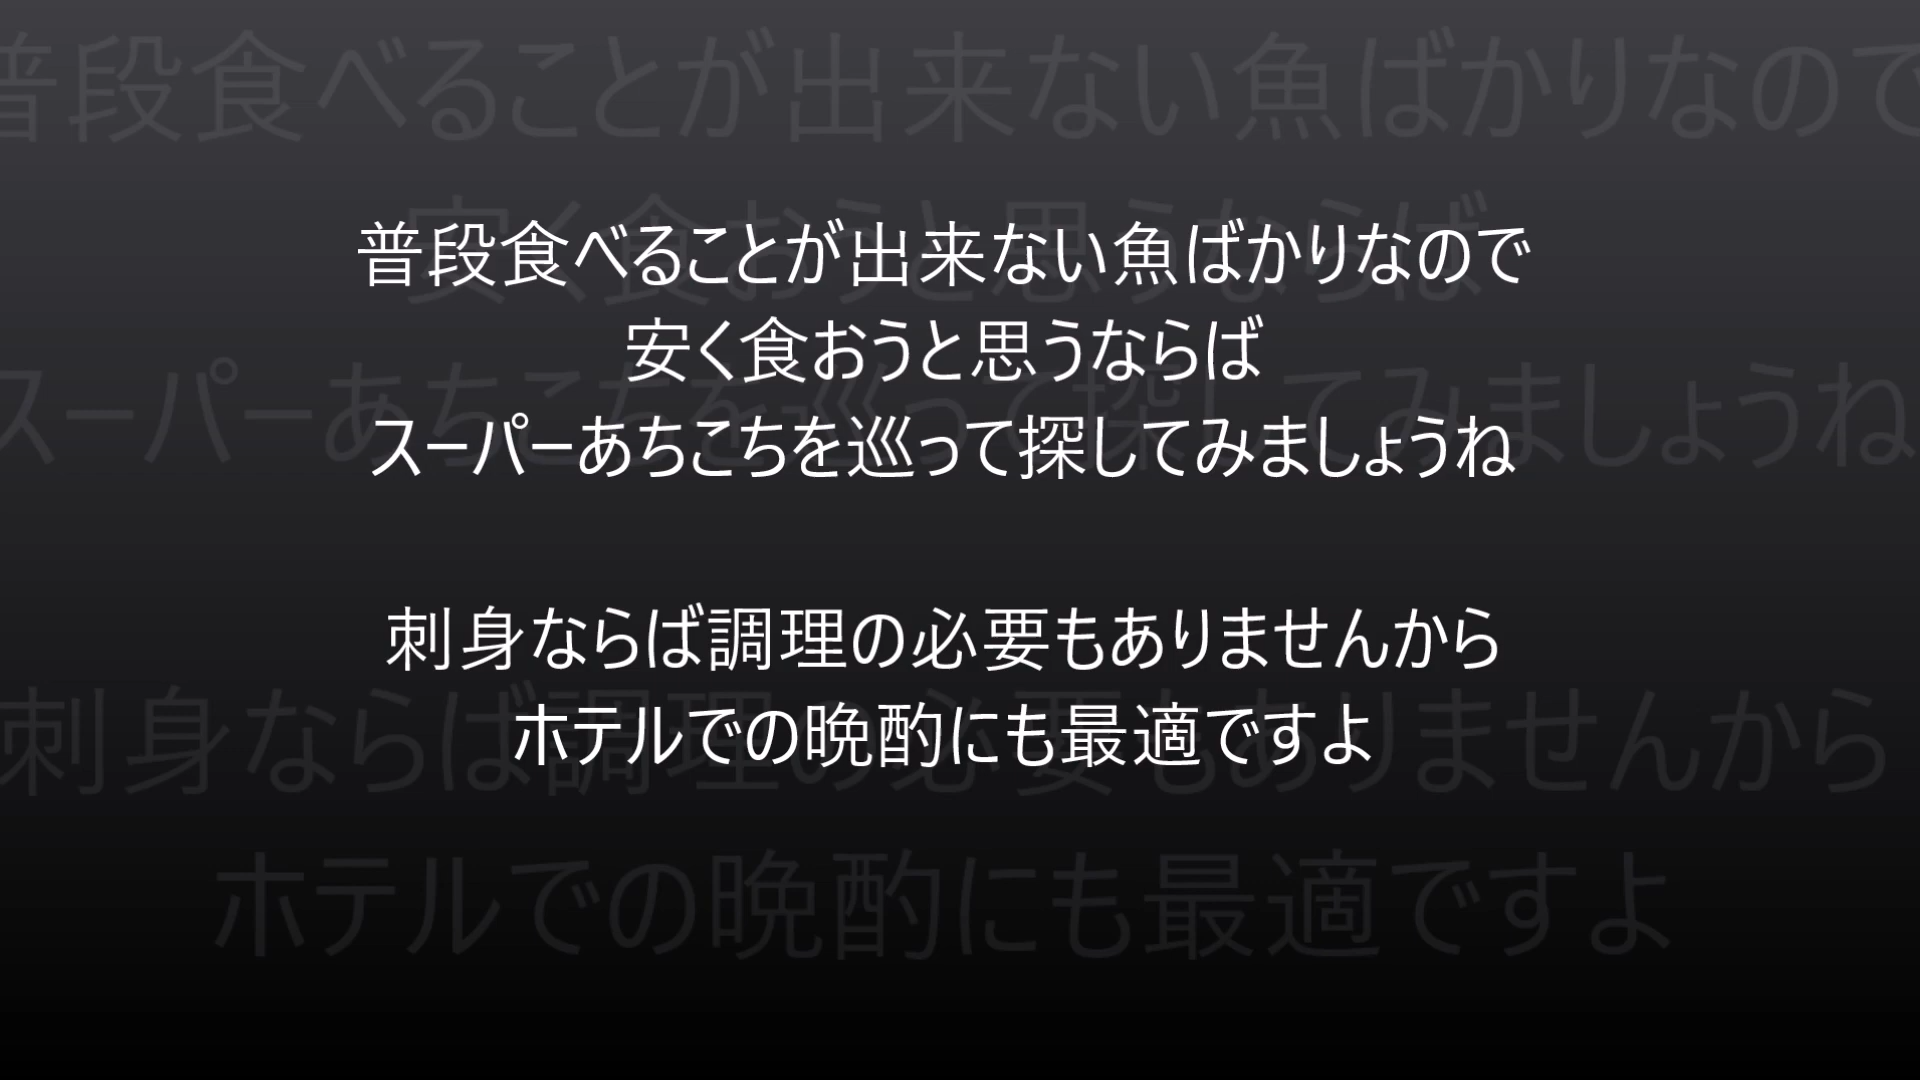 普段食べることが出来ない魚ばかりなので
安く食おうと思うならば
スーパーあちこちを巡って探してみましょうね
刺身ならば調理の必要もありませんから
ホテルでの晩酌にも最適ですよ